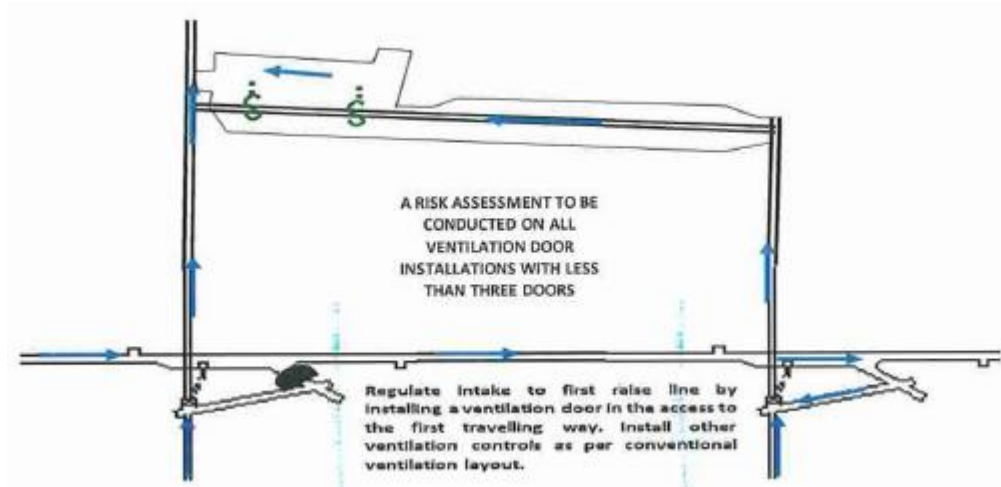 A RISK ASSESSMENT TO BE
CONDUCTED ON ALL
VENTILATION DOOR
INSTALLATIONS WITH LESS
THAN THREE DOORS
Regulate intake to first raise line by
installing a ventilation door in the access to
the first travelling way. Install other
ventilation controls as per conventional
ventilation layout.